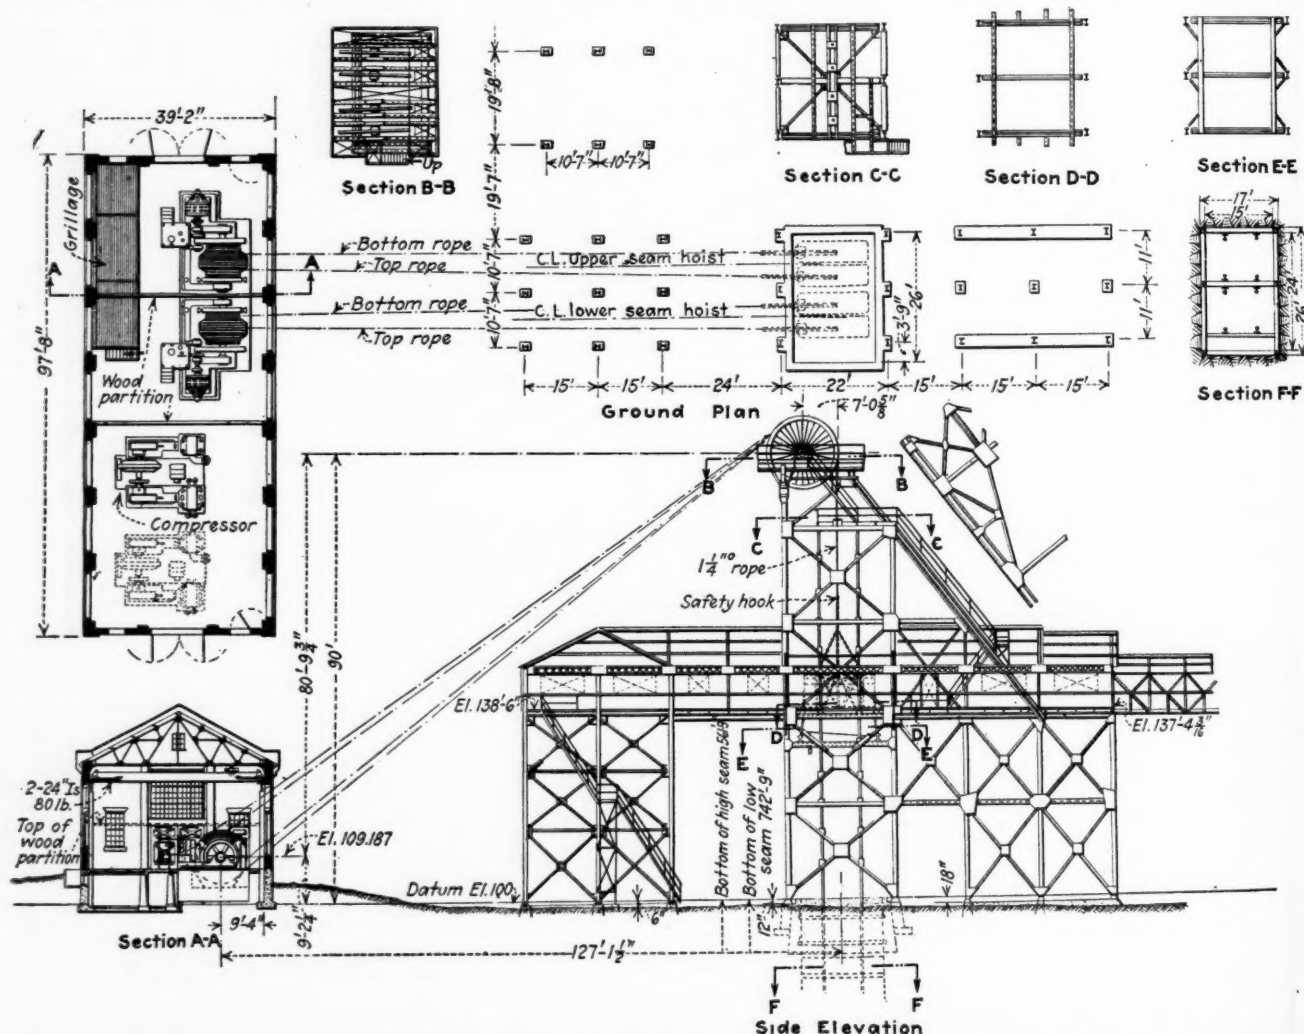 39'-2"
97'-8"
Grillage
A
A
Wood
partition
Compressor
Up
Section B-B
19'-8"
10'-7"
10'-7"
19'-7"
Section C-C
Section D-D
Section E-E
Bottom rope
Top rope
Bottom rope
Top rope
10'-7"
10'-7"
C.L. upper seam hoist
C.L. lower seam hoist
3'-9"
26'
11'
11'
17'
15'
24'
26'
Section F-F
15'
15'
24'
22'
15'
15'
15'
Ground Plan
7'-0 5/8"
B
B
C
C
1 1/4" rope
Safety hook
80'-9 3/4"
90'
El. 138'-6"
El. 137'-4 3/16"
D
D
E
E
2-24" Is
80 lb.
Top of
wood
partition
El. 109.187
Datum El. 100
Bottom of high seam
Bottom of low
seam 742'-9"
18"
6"
12"
9'-4"
9'-2 1/4"
Section A-A
127'-1 1/2"
F
F
Side Elevation